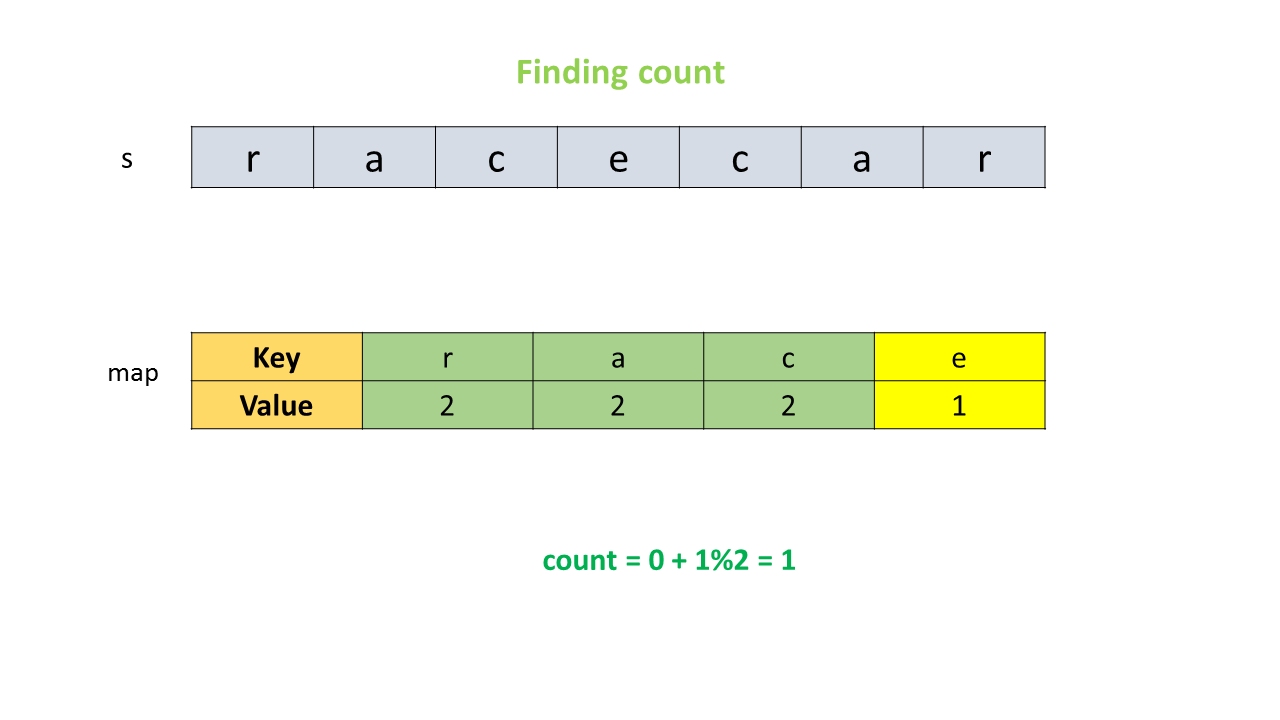 Finding count
s r a c e c a r
map
Key r a c e
Value 2 2 2 1
count = 0 + 1%2 = 1